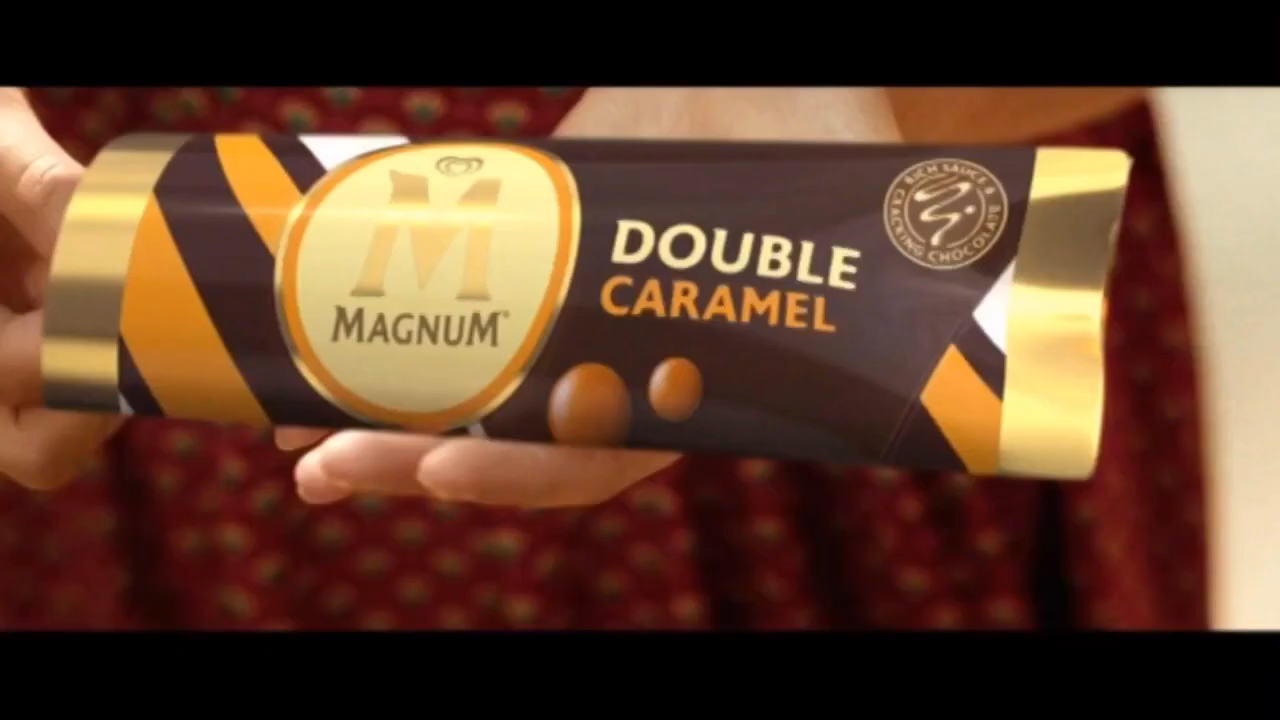 M
MAGNUM®
DOUBLE
CARAMEL
RICH SAUCE &
CRACKING CHOCOLATE